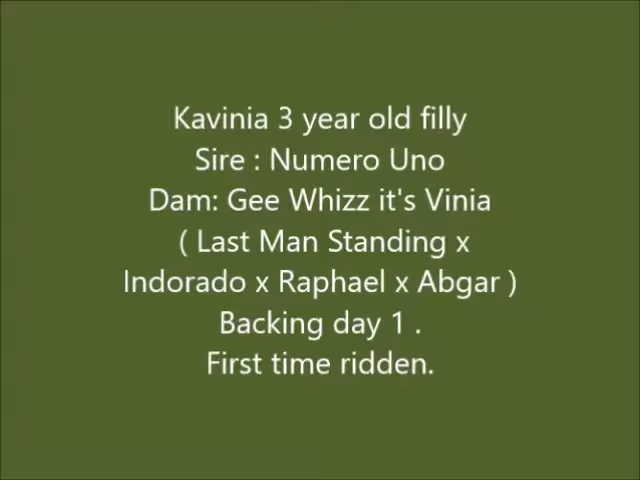 Kavinia 3 year old filly
Sire : Numero Uno
Dam: Gee Whizz it's Vinia
( Last Man Standing x
Indorado x Raphael x Abgar )
Backing day 1 .
First time ridden.